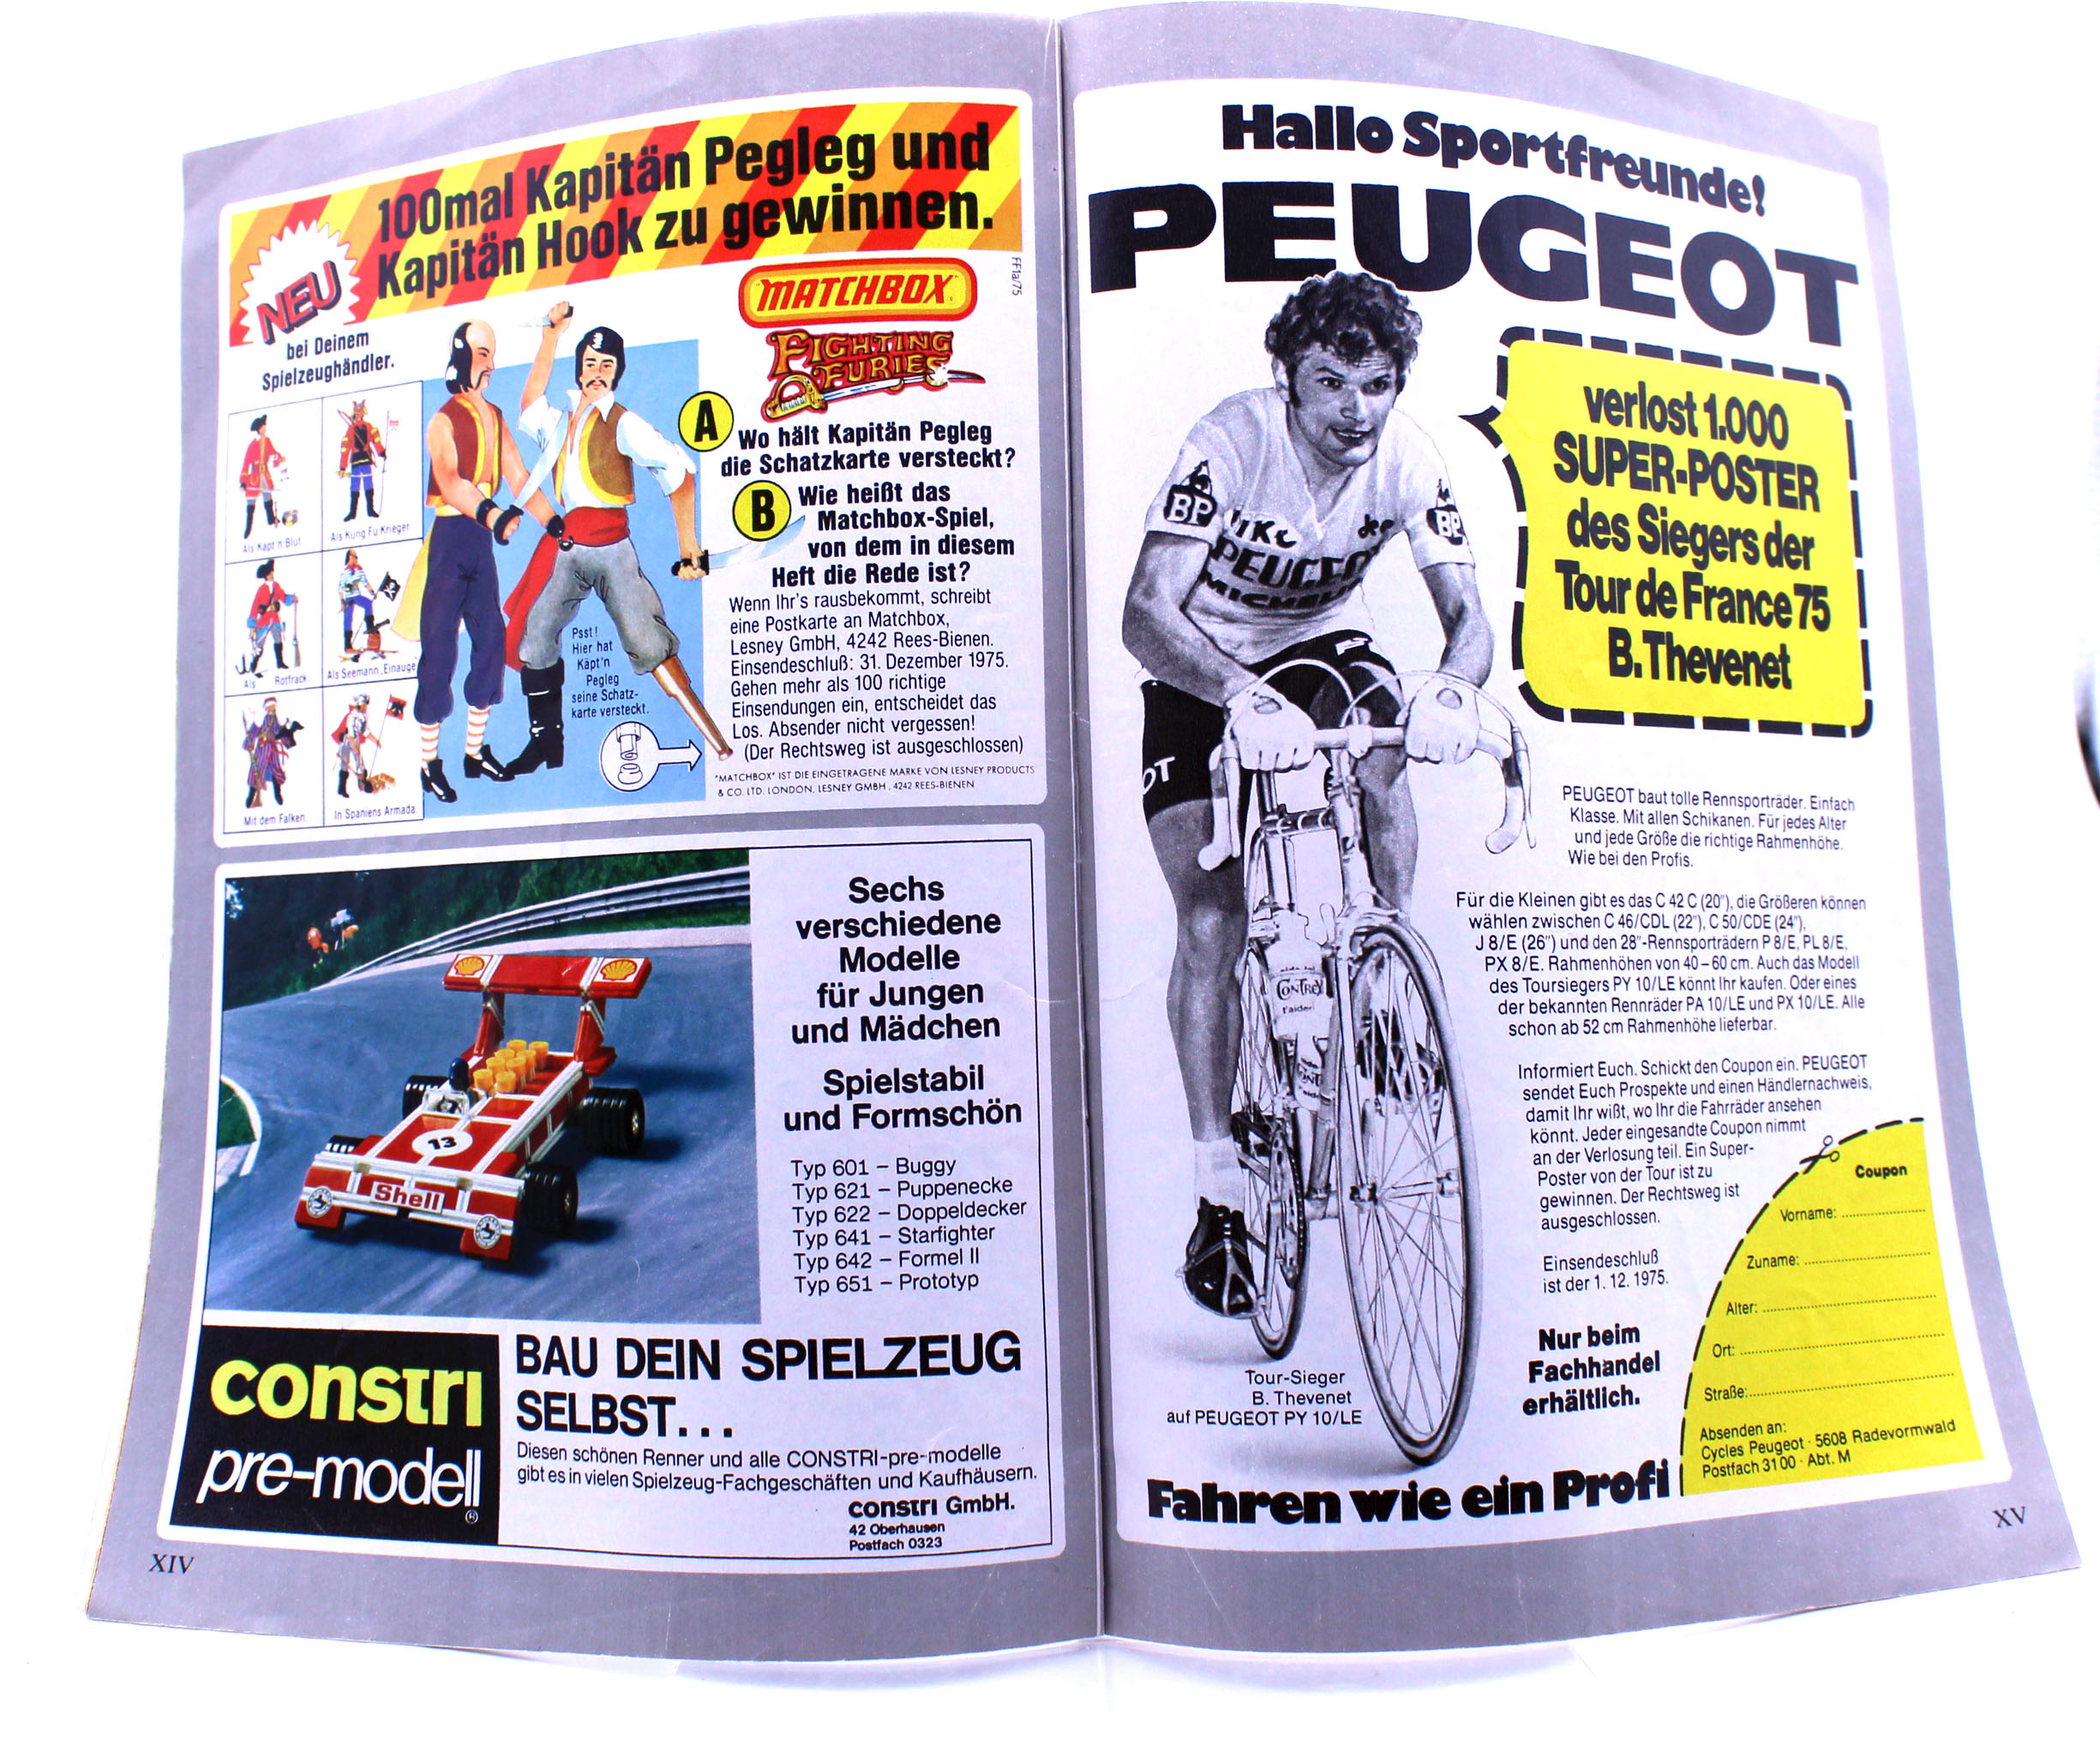 100mal Kapitän Pegleg und
Kapitän Hook zu gewinnen.
NEU
bei Deinem
Spielzeughändler.
MATCHBOX
FIGHTING
FURIES
FF1a/75
Als Kapt'n Blut
Als Kung Fu Krieger
Als Rotfrack
Als Seemann, Einauge
Mit dem Falken.
In Spaniens Armada.
A
Wo hält Kapitän Pegleg
die Schatzkarte versteckt?
B
Wie heißt das
Matchbox-Spiel,
von dem in diesem
Heft die Rede ist?
Wenn Ihr's rausbekommt, schreibt
eine Postkarte an Matchbox,
Lesney GmbH, 4242 Rees-Bienen.
Einsendeschluß: 31. Dezember 1975.
Gehen mehr als 100 richtige
Einsendungen ein, entscheidet das
Los. Absender nicht vergessen!
(Der Rechtsweg ist ausgeschlossen)
Psst!
Hier hat
Käpt'n
Pegleg
seine Schatz-
karte versteckt.
"MATCHBOX" IST DIE EINGETRAGENE MARKE VON LESNEY PRODUCTS
& CO. LTD. LONDON, LESNEY GMBH, 4242 REES-BIENEN
13
Shell
Sechs
verschiedene
Modelle
für Jungen
und Mädchen
Spielstabil
und Formschön
Typ 601 – Buggy
Typ 621 – Puppenecke
Typ 622 – Doppeldecker
Typ 641 – Starfighter
Typ 642 – Formel II
Typ 651 – Prototyp
constri
pre-modell
BAU DEIN SPIELZEUG
SELBST...
Diesen schönen Renner und alle CONSTRI-pre-modelle
gibt es in vielen Spielzeug-Fachgeschäften und Kaufhäusern.
constri GmbH.
42 Oberhausen
Postfach 0323
XIV
Hallo Sportfreunde!
PEUGEOT
verlost 1.000
SUPER-POSTER
des Siegers der
Tour de France 75
B. Thevenet
BP
BP
PEUGEO
OT
CONTREX
PEUGEOT baut tolle Rennsporträder. Einfach
Klasse. Mit allen Schikanen. Für jedes Alter
und jede Größe die richtige Rahmenhöhe.
Wie bei den Profis.
Für die Kleinen gibt es das C 42 C (20"), die Größeren können
wählen zwischen C 46/CDL (22"), C 50/CDE (24"),
J 8/E (26") und den 28"-Rennsporträdern P 8/E, PL 8/E,
PX 8/E. Rahmenhöhen von 40–60 cm. Auch das Modell
des Toursiegers PY 10/LE könnt Ihr kaufen. Oder eines
der bekannten Rennräder PA 10/LE und PX 10/LE. Alle
schon ab 52 cm Rahmenhöhe lieferbar.
Informiert Euch. Schickt den Coupon ein. PEUGEOT
sendet Euch Prospekte und einen Händlernachweis,
damit Ihr wißt, wo Ihr die Fahrräder ansehen
könnt. Jeder eingesandte Coupon nimmt
an der Verlosung teil. Ein Super-
Poster von der Tour ist zu
gewinnen. Der Rechtsweg ist
ausgeschlossen.
Einsendeschluß
ist der 1. 12. 1975.
Nur beim
Fachhandel
erhältlich.
Tour-Sieger
B. Thevenet
auf PEUGEOT PY 10/LE
Fahren wie ein Profi
Coupon
Vorname:
Zuname:
Alter:
Ort:
Straße:
Absenden an:
Cycles Peugeot · 5608 Radevormwald
Postfach 3100 · Abt. M
XV